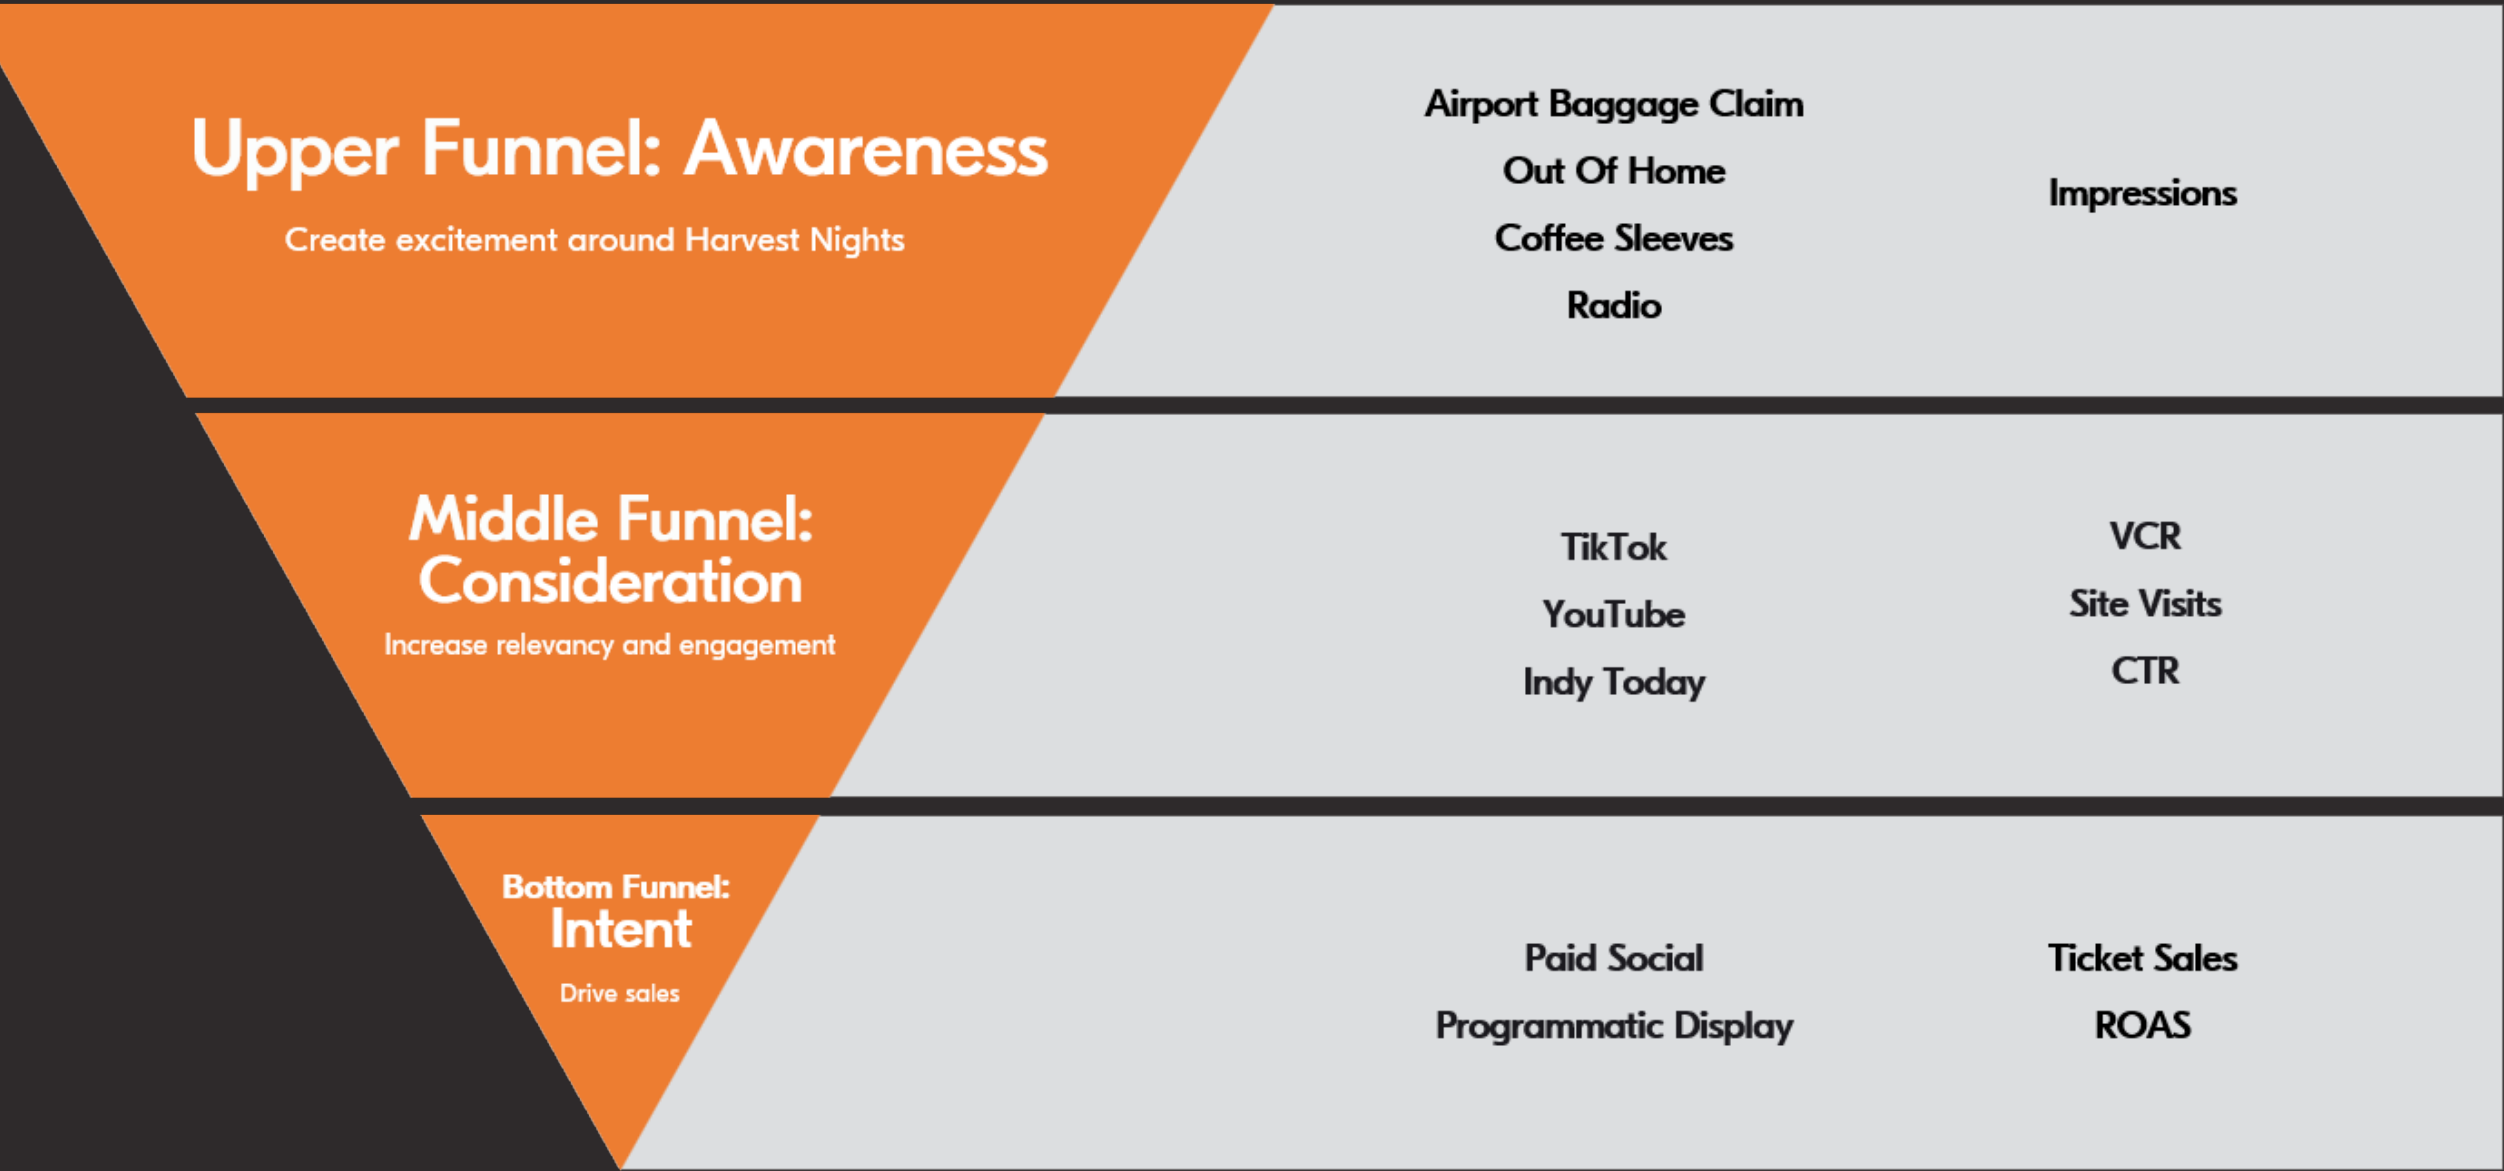 Upper Funnel: Awareness
Create excitement around Harvest Nights
Airport Baggage Claim
Out Of Home
Coffee Sleeves
Radio
Impressions
Middle Funnel:
Consideration
Increase relevancy and engagement
TikTok
YouTube
Indy Today
VCR
Site Visits
CTR
Bottom Funnel:
Intent
Drive sales
Paid Social
Programmatic Display
Ticket Sales
ROAS